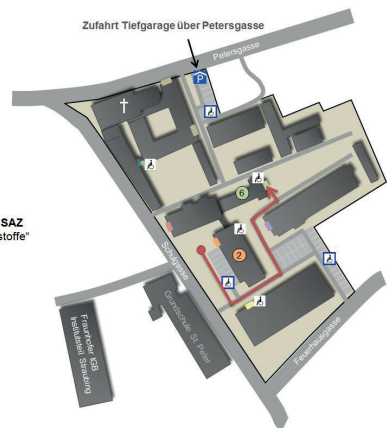 Zufahrt Tiefgarage über Petersgasse
Petersgasse
P
6
SAZ
stoffe"
2
Schulgasse
Grundschule St. Peter
Fraunhofer IGB
Institutsteil Straubing
Feuerhausgasse